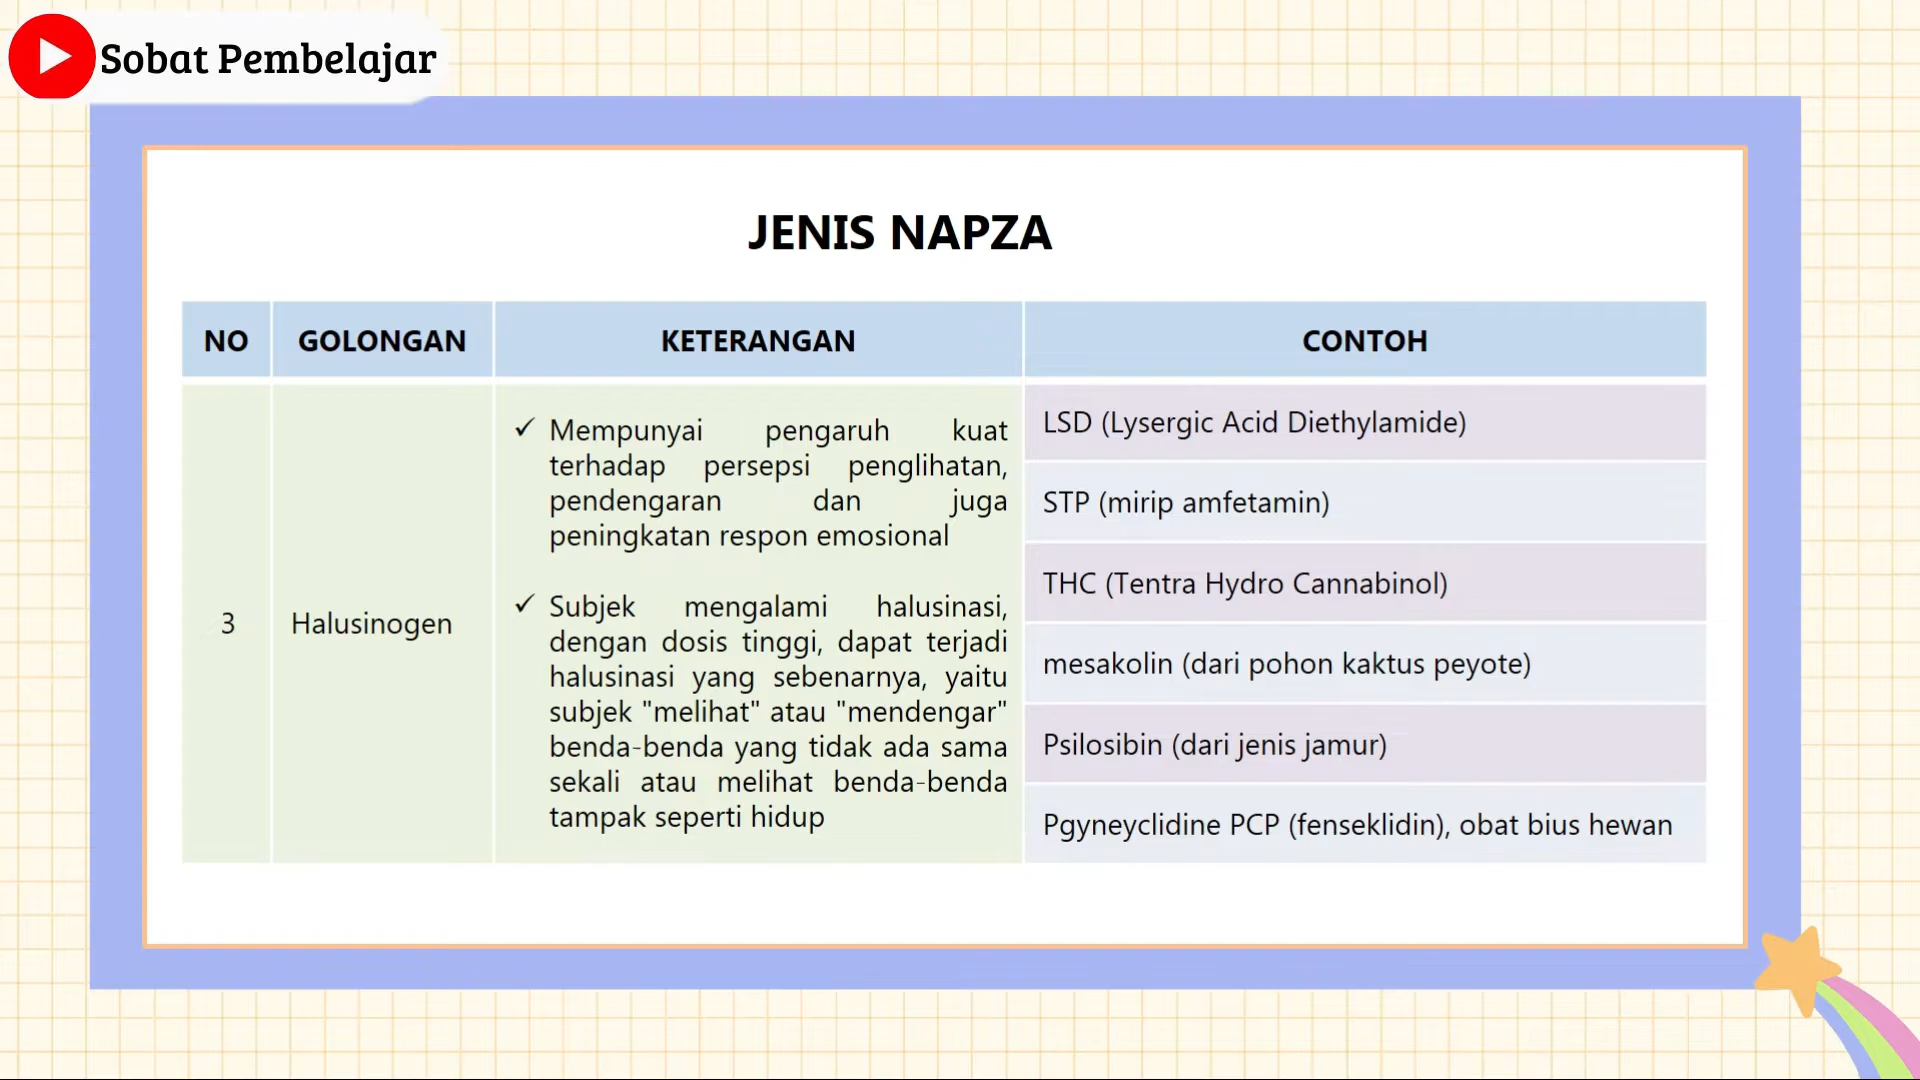 Sobat Pembelajar
JENIS NAPZA
NO GOLONGAN KETERANGAN CONTOH
3
Halusinogen
✓ Mempunyai pengaruh kuat
terhadap persepsi penglihatan,
pendengaran dan juga
peningkatan respon emosional
✓ Subjek mengalami halusinasi,
dengan dosis tinggi, dapat terjadi
halusinasi yang sebenarnya, yaitu
subjek "melihat" atau "mendengar"
benda-benda yang tidak ada sama
sekali atau melihat benda-benda
tampak seperti hidup
LSD (Lysergic Acid Diethylamide)
STP (mirip amfetamin)
THC (Tentra Hydro Cannabinol)
mesakolin (dari pohon kaktus peyote)
Psilosibin (dari jenis jamur)
Pgyneyclidine PCP (fenseklidin), obat bius hewan